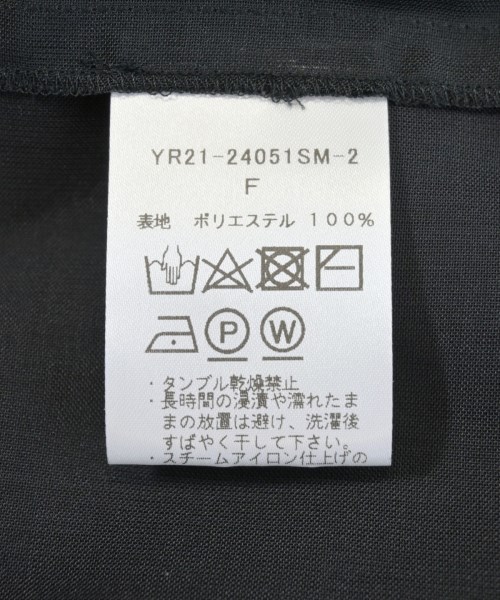 YR21-24051SM-2
F
表地 ポリエステル 100%
P W
・タンブル乾燥禁止
・長時間の浸漬や濡れたま
まの放置は避け、洗濯後
すばやく干して下さい。
・スチームアイロン仕上げの